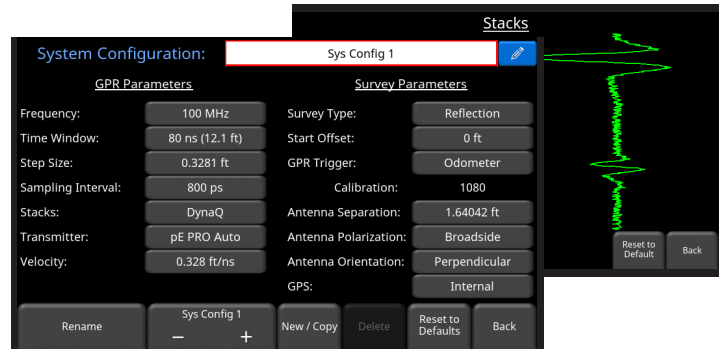 Stacks
System Configuration: Sys Config 1
GPR Parameters Survey Parameters
Frequency: 100 MHz Survey Type: Reflection
Time Window: 80 ns (12.1 ft) Start Offset: 0 ft
Step Size: 0.3281 ft GPR Trigger: Odometer
Sampling Interval: 800 ps Calibration: 1080
Stacks: DynaQ Antenna Separation: 1.64042 ft
Transmitter: pE PRO Auto Antenna Polarization: Broadside
Velocity: 0.328 ft/ns Antenna Orientation: Perpendicular
GPS: Internal
Reset to
Default
Back
Rename
Sys Config 1
− +
New / Copy
Delete
Reset to
Defaults
Back